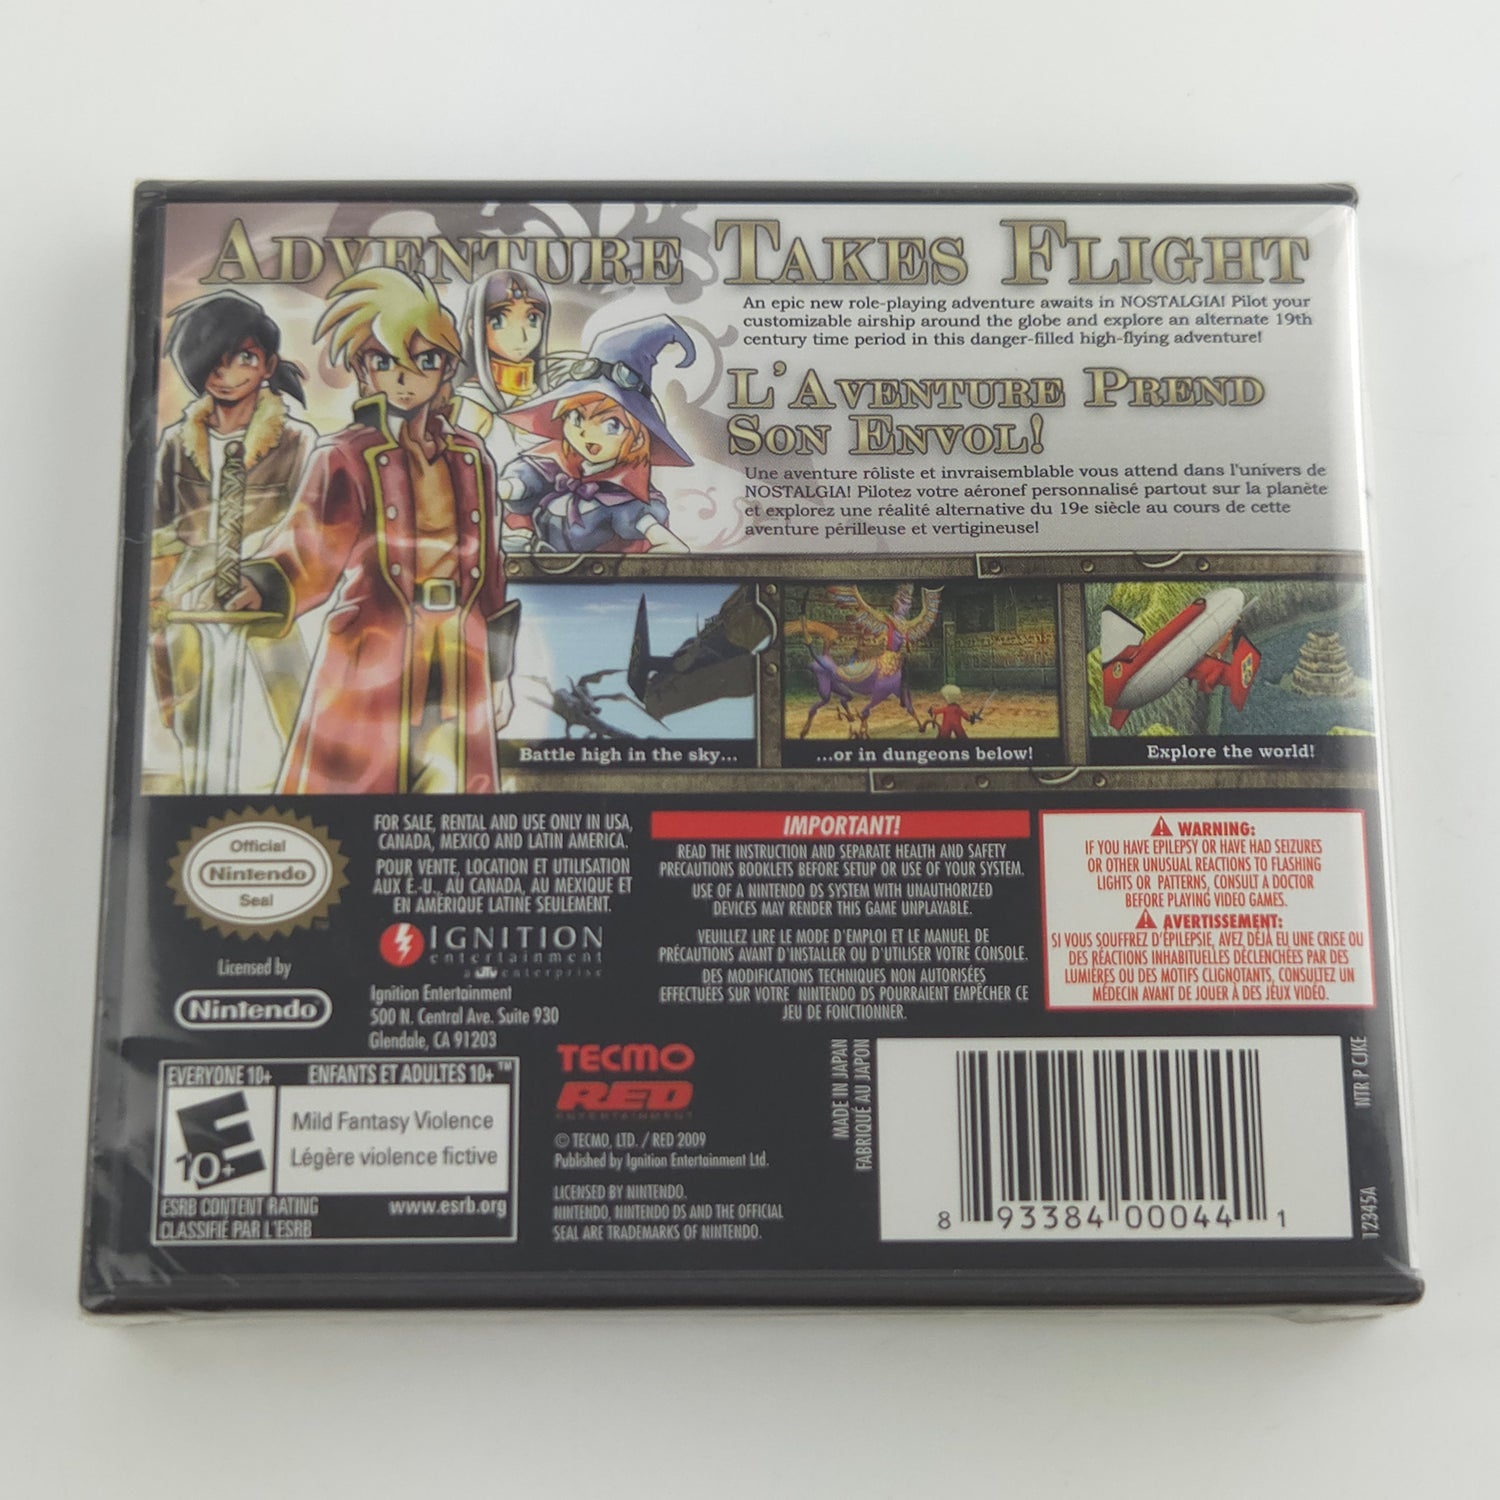 ADVENTURE TAKES FLIGHT
An epic new role-playing adventure awaits in NOSTALGIA! Pilot your
customizable airship around the globe and explore an alternate 19th
century time period in this danger-filled high-flying adventure!
L'AVENTURE PREND
SON ENVOL!
Une aventure rôliste et invraisemblable vous attend dans l'univers de
NOSTALGIA! Pilotez votre aéronef personnalisé partout sur la planète
et explorez une réalité alternative du 19e siècle au cours de cette
aventure périlleuse et vertigineuse!
Battle high in the sky...
...or in dungeons below!
Explore the world!
Official
Nintendo
Seal
Licensed by
Nintendo
FOR SALE, RENTAL AND USE ONLY IN USA,
CANADA, MEXICO AND LATIN AMERICA.
POUR VENTE, LOCATION ET UTILISATION
AUX É.-U., AU CANADA, AU MEXIQUE ET
EN AMÉRIQUE LATINE SEULEMENT.
IGNITION
entertainment
a UTV enterprise
Ignition Entertainment
500 N. Central Ave. Suite 930
Glendale, CA 91203
IMPORTANT!
READ THE INSTRUCTION AND SEPARATE HEALTH AND SAFETY
PRECAUTIONS BOOKLETS BEFORE SETUP OR USE OF YOUR SYSTEM.
USE OF A NINTENDO DS SYSTEM WITH UNAUTHORIZED
DEVICES MAY RENDER THIS GAME UNPLAYABLE.
VEUILLEZ LIRE LE MODE D'EMPLOI ET LE MANUEL DE
PRÉCAUTIONS AVANT D'INSTALLER OU D'UTILISER VOTRE CONSOLE.
DES MODIFICATIONS TECHNIQUES NON AUTORISÉES
EFFECTUÉES SUR VOTRE NINTENDO DS POURRAIENT EMPÊCHER CE
JEU DE FONCTIONNER.
WARNING:
IF YOU HAVE EPILEPSY OR HAVE HAD SEIZURES
OR OTHER UNUSUAL REACTIONS TO FLASHING
LIGHTS OR PATTERNS, CONSULT A DOCTOR
BEFORE PLAYING VIDEO GAMES.
AVERTISSEMENT:
SI VOUS SOUFFREZ D'ÉPILEPSIE, AVEZ DÉJÀ EU UNE CRISE OU
DES RÉACTIONS INHABITUELLES DÉCLENCHÉES PAR DES
LUMIÈRES OU DES MOTIFS CLIGNOTANTS, CONSULTEZ UN
MÉDECIN AVANT DE JOUER À DES JEUX VIDÉO.
EVERYONE 10+ ENFANTS ET ADULTES 10+™
E
10+
Mild Fantasy Violence
Légère violence fictive
ESRB CONTENT RATING www.esrb.org
CLASSIFIÉ PAR L'ESRB
TECMO
RED
ENTERTAINMENT
© TECMO, LTD. / RED 2009
Published by Ignition Entertainment Ltd.
LICENSED BY NINTENDO.
NINTENDO, NINTENDO DS AND THE OFFICIAL
SEAL ARE TRADEMARKS OF NINTENDO.
MADE IN JAPAN
FABRIQUÉ AU JAPON
8 93384 00044 1
NTR P CJKE
12345A